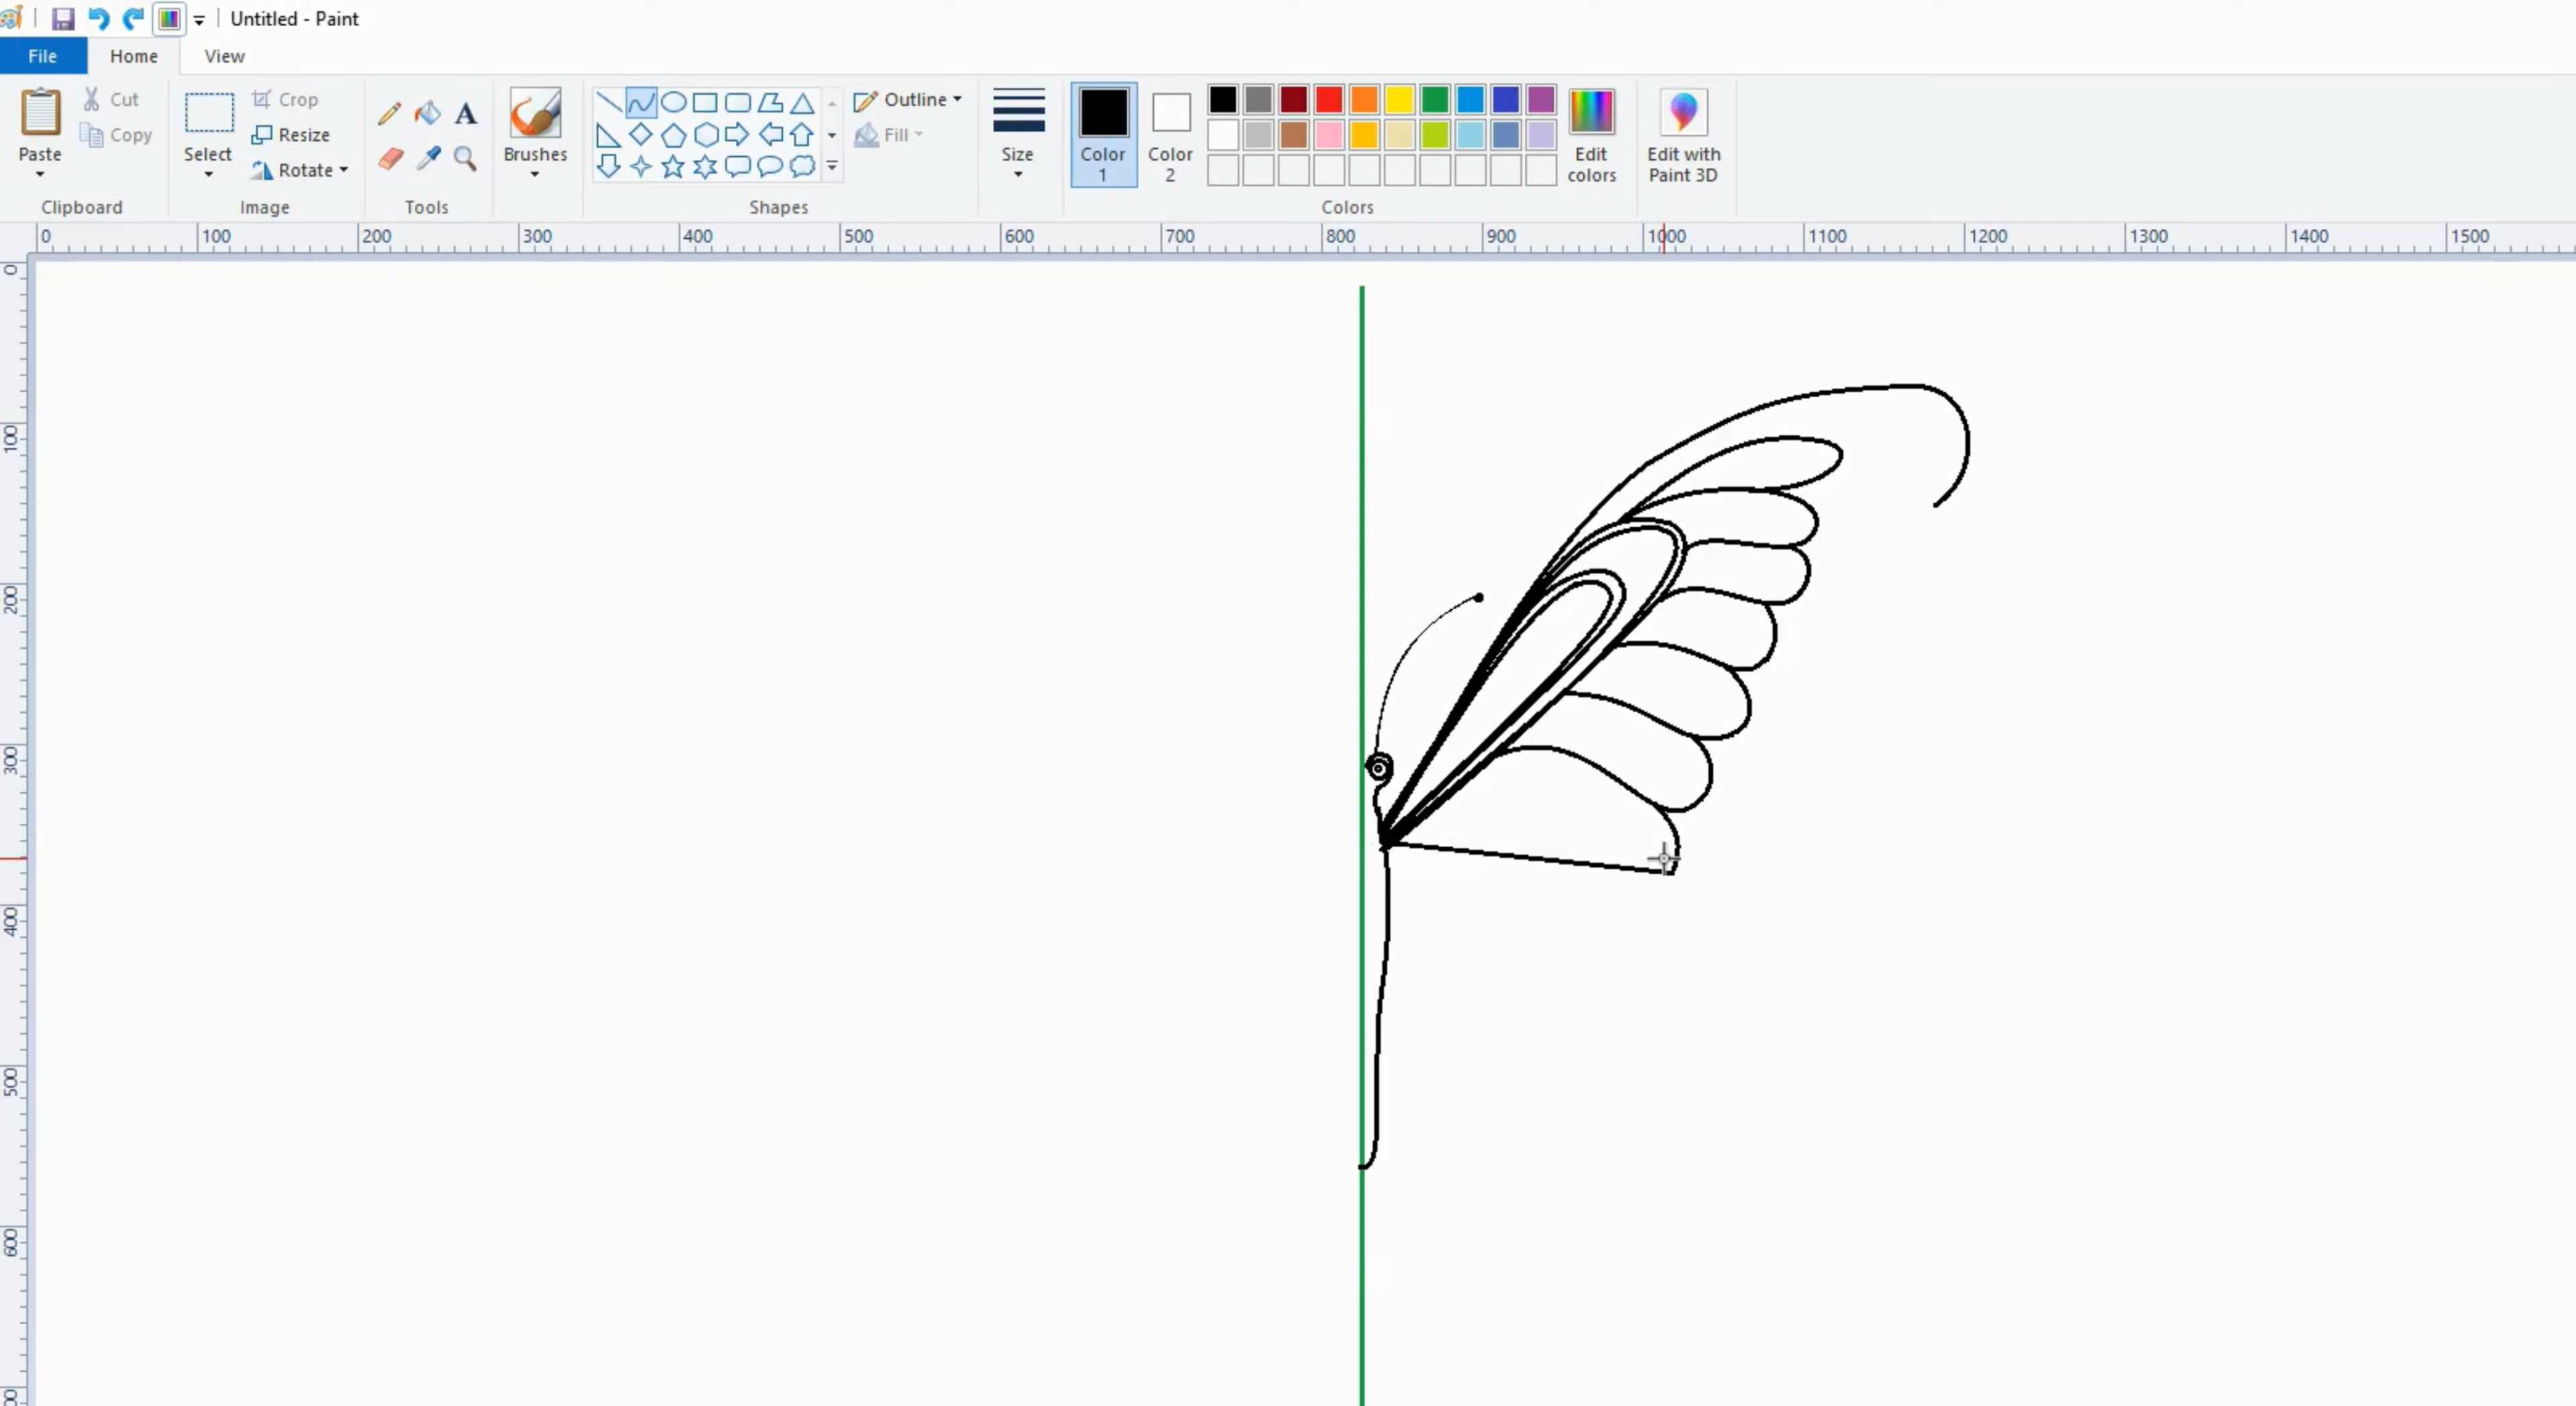 Untitled - Paint
File Home View
Paste Cut Copy Clipboard
Select Crop Resize Rotate Image
A Tools
Brushes
Shapes Outline Fill
Size
Color 1 Color 2 Edit colors Colors
Edit with Paint 3D
0 100 200 300 400 500 600 700 800 900 1000 1100 1200 1300 1400 1500
0
100
200
300
400
500
600